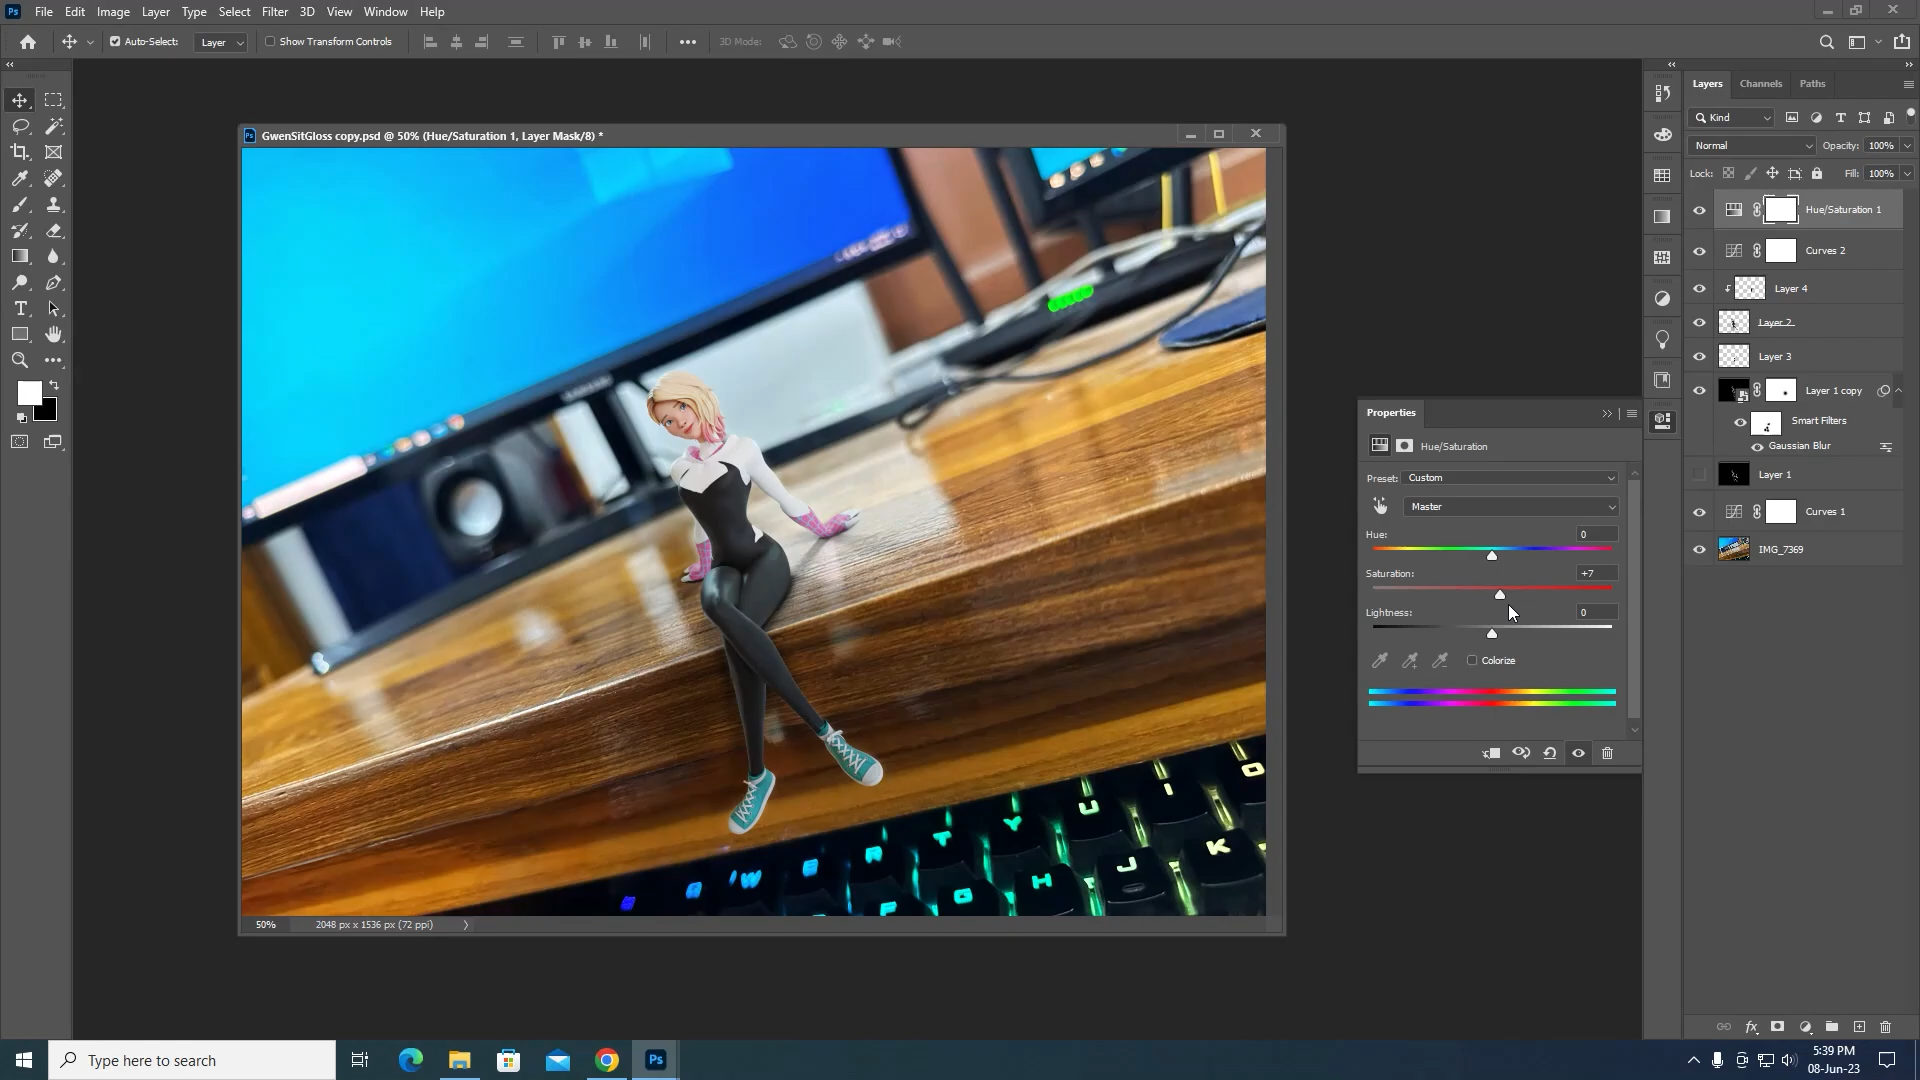 Ps File Edit Image Layer Type Select Filter 3D View Window Help
Auto-Select: Layer Show Transform Controls 3D Mode:
Layers Channels Paths
Kind
Normal Opacity: 100%
Lock: Fill: 100%
Hue/Saturation 1
Curves 2
Layer 4
Layer 2
Layer 3
Layer 1 copy
Smart Filters
Gaussian Blur
Layer 1
Curves 1
IMG_7369
GwenSitGloss copy.psd @ 50% (Hue/Saturation 1, Layer Mask/8) *
Properties
Hue/Saturation
Preset: Custom
Master
Hue: 0
Saturation: +7
Lightness: 0
Colorize
W R T Y U I O
F G H J K
50% 2048 px x 1536 px (72 ppi)
Type here to search
Ps
5:39 PM
08-Jun-23